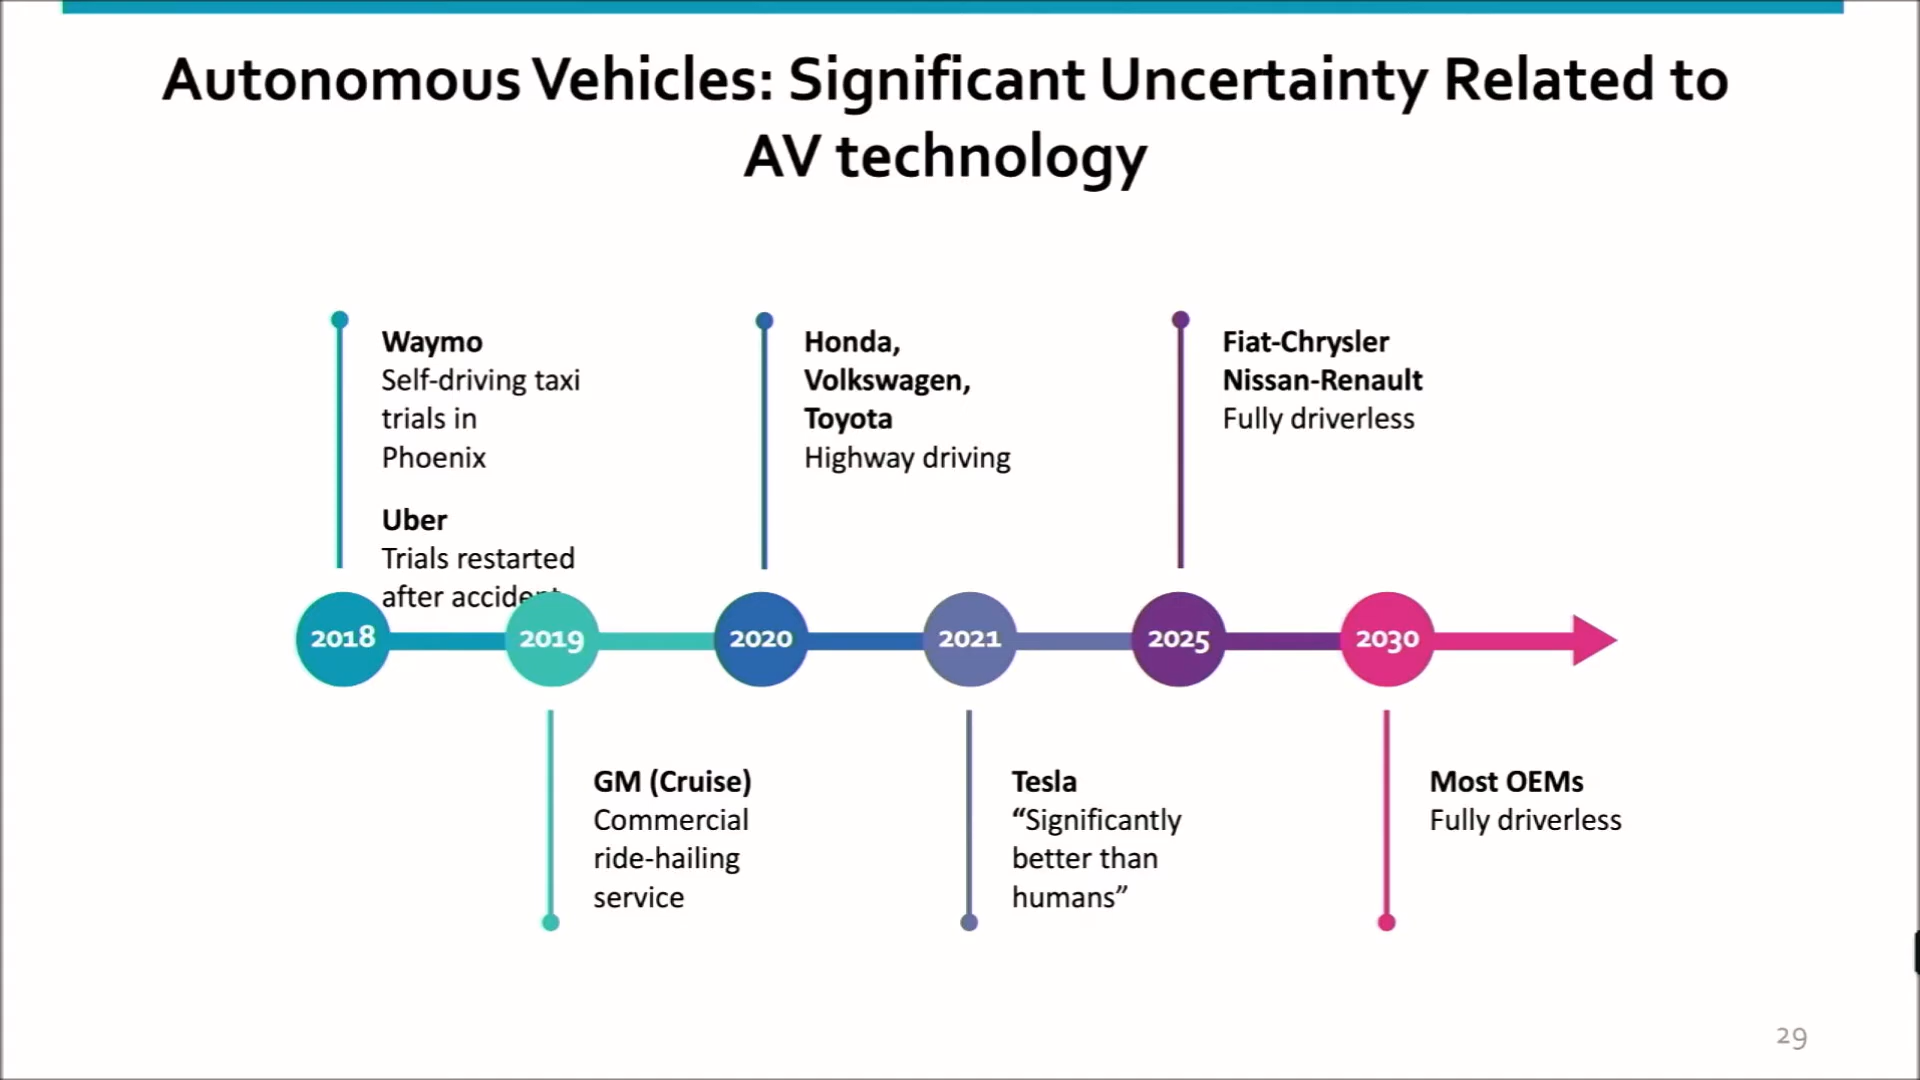 Autonomous Vehicles: Significant Uncertainty Related to
AV technology
Waymo
Self-driving taxi
trials in
Phoenix
Uber
Trials restarted
after accident
Honda,
Volkswagen,
Toyota
Highway driving
Fiat-Chrysler
Nissan-Renault
Fully driverless
2018
2019
2020
2021
2025
2030
GM (Cruise)
Commercial
ride-hailing
service
Tesla
“Significantly
better than
humans”
Most OEMs
Fully driverless
29